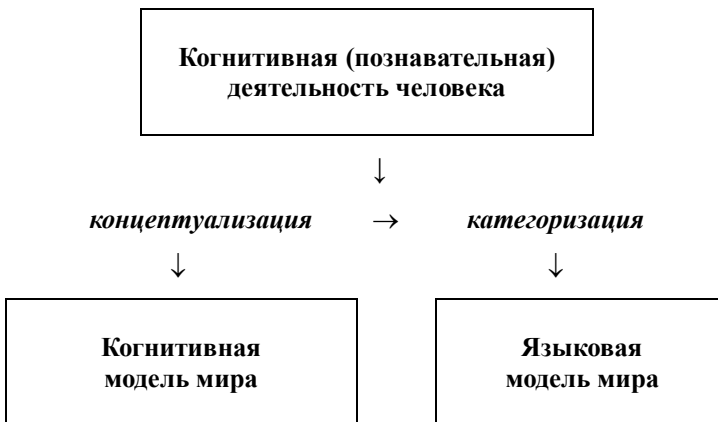 Когнитивная (познавательная)
деятельность человека
↓
концептуализация → категоризация
↓ ↓
Когнитивная
модель мира
Языковая
модель мира